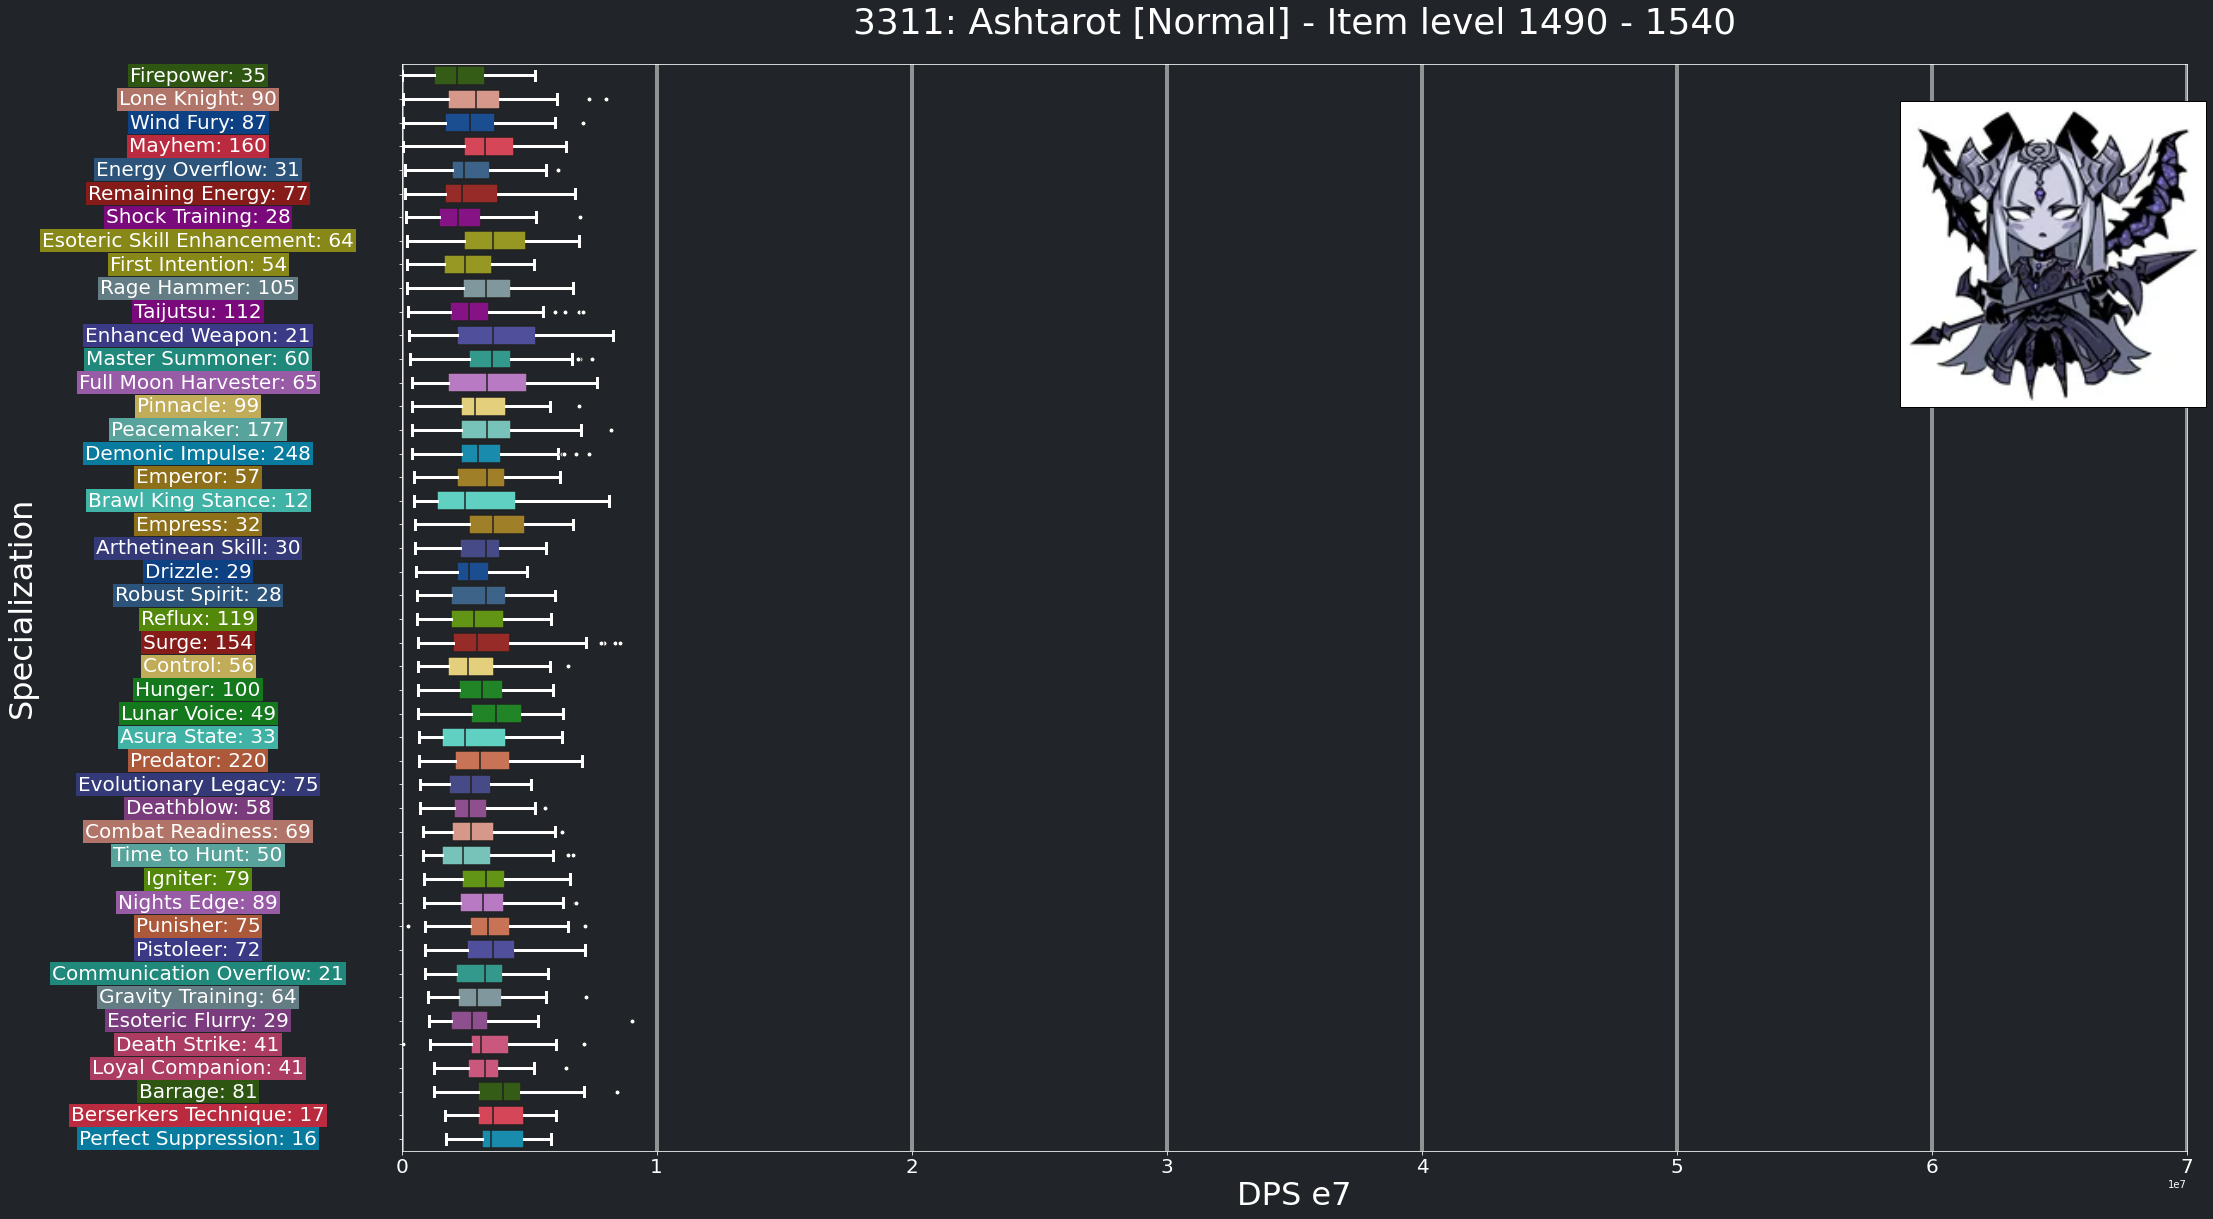 3311: Ashtarot [Normal] - Item level 1490 - 1540
Specialization
Firepower: 35
Lone Knight: 90
Wind Fury: 87
Mayhem: 160
Energy Overflow: 31
Remaining Energy: 77
Shock Training: 28
Esoteric Skill Enhancement: 64
First Intention: 54
Rage Hammer: 105
Taijutsu: 112
Enhanced Weapon: 21
Master Summoner: 60
Full Moon Harvester: 65
Pinnacle: 99
Peacemaker: 177
Demonic Impulse: 248
Emperor: 57
Brawl King Stance: 12
Empress: 32
Arthetinean Skill: 30
Drizzle: 29
Robust Spirit: 28
Reflux: 119
Surge: 154
Control: 56
Hunger: 100
Lunar Voice: 49
Asura State: 33
Predator: 220
Evolutionary Legacy: 75
Deathblow: 58
Combat Readiness: 69
Time to Hunt: 50
Igniter: 79
Nights Edge: 89
Punisher: 75
Pistoleer: 72
Communication Overflow: 21
Gravity Training: 64
Esoteric Flurry: 29
Death Strike: 41
Loyal Companion: 41
Barrage: 81
Berserkers Technique: 17
Perfect Suppression: 16
0 1 2 3 4 5 6 7
1e7
DPS e7